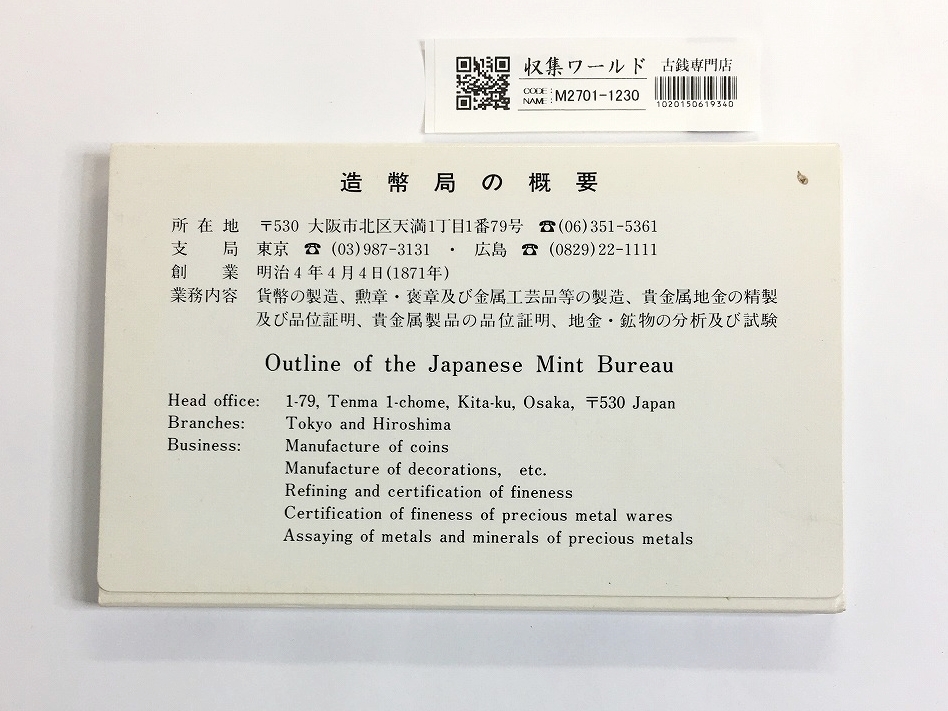 収集ワールド 古銭専門店
CODE:
NAME: M2701-1230
1020150619340
造幣局の概要
所在地 〒530 大阪市北区天満1丁目1番79号 ☎(06)351-5361
支局 東京 ☎ (03)987-3131 ・ 広島 ☎ (0829)22-1111
創業 明治4年4月4日(1871年)
業務内容 貨幣の製造、勲章・褒章及び金属工芸品等の製造、貴金属地金の精製
及び品位証明、貴金属製品の品位証明、地金・鉱物の分析及び試験
Outline of the Japanese Mint Bureau
Head office: 1-79, Tenma 1-chome, Kita-ku, Osaka, 〒530 Japan
Branches: Tokyo and Hiroshima
Business: Manufacture of coins
Manufacture of decorations, etc.
Refining and certification of fineness
Certification of fineness of precious metal wares
Assaying of metals and minerals of precious metals